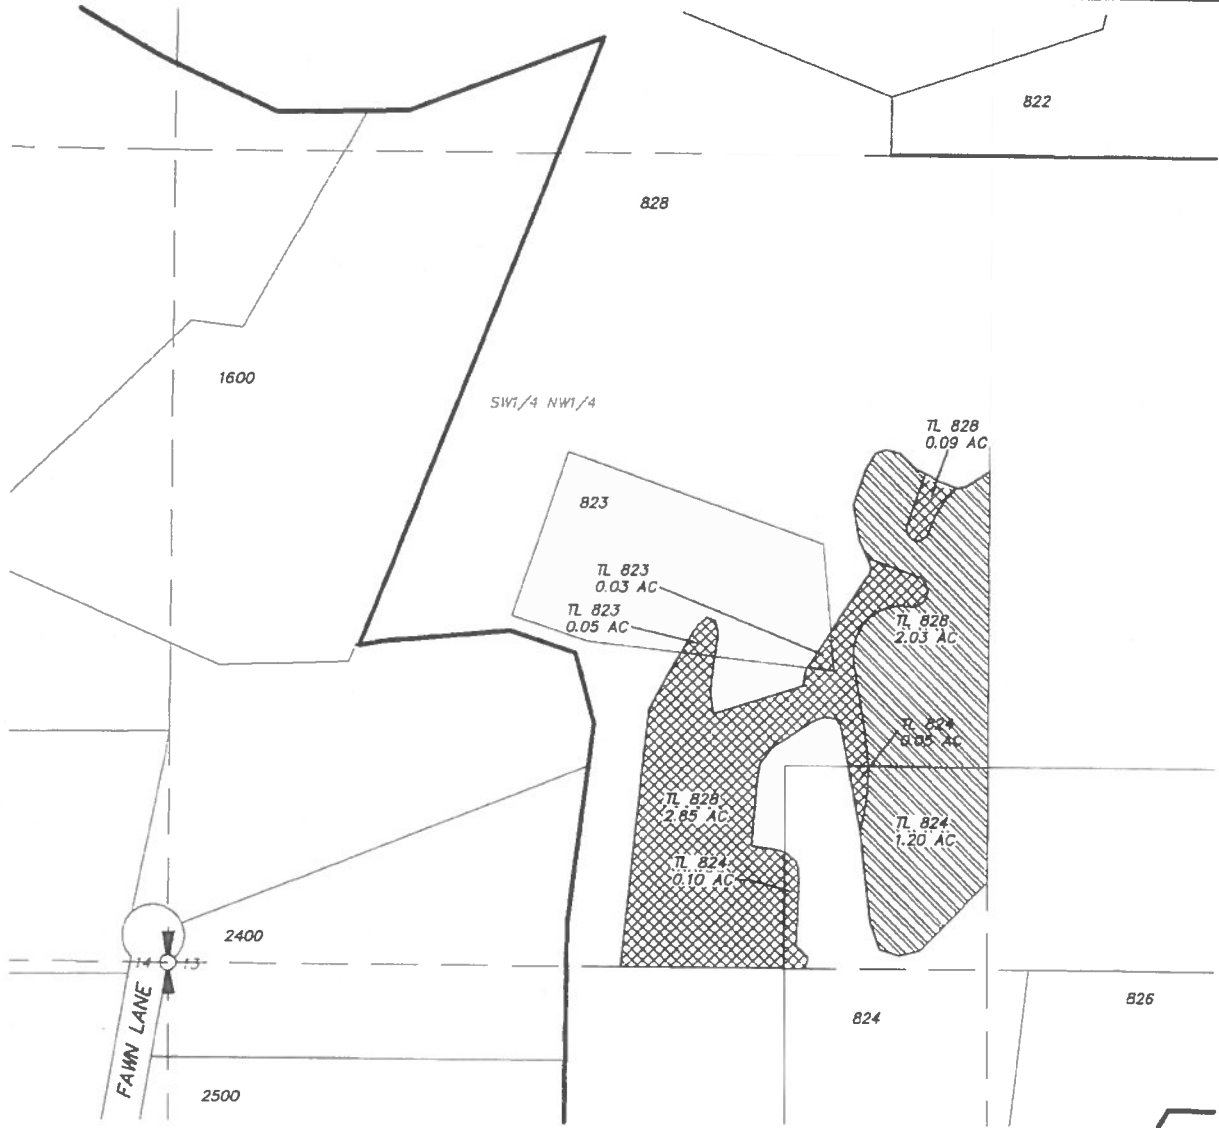 822
828
1600
SW1/4 NW1/4
TL 828
0.09 AC
823
TL 823
0.03 AC
TL 823
0.05 AC
TL 828
2.03 AC
TL 824
0.05 AC
TL 828
2.85 AC
TL 824
1.20 AC
TL 824
0.10 AC
2400
14 13
FAWN LANE
826
824
2500